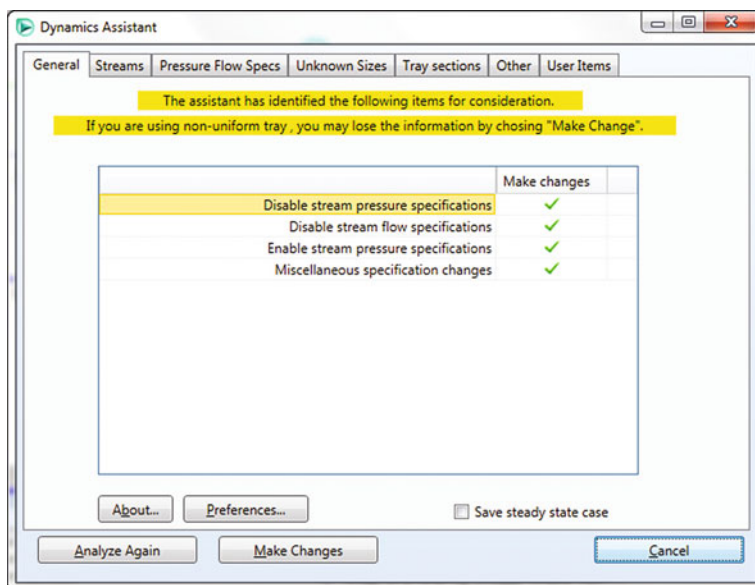 Dynamics Assistant
General Streams Pressure Flow Specs Unknown Sizes Tray sections Other User Items
The assistant has identified the following items for consideration.
If you are using non-uniform tray , you may lose the information by chosing "Make Change".
Make changes
Disable stream pressure specifications
Disable stream flow specifications
Enable stream pressure specifications
Miscellaneous specification changes
About... Preferences... Save steady state case
Analyze Again Make Changes Cancel